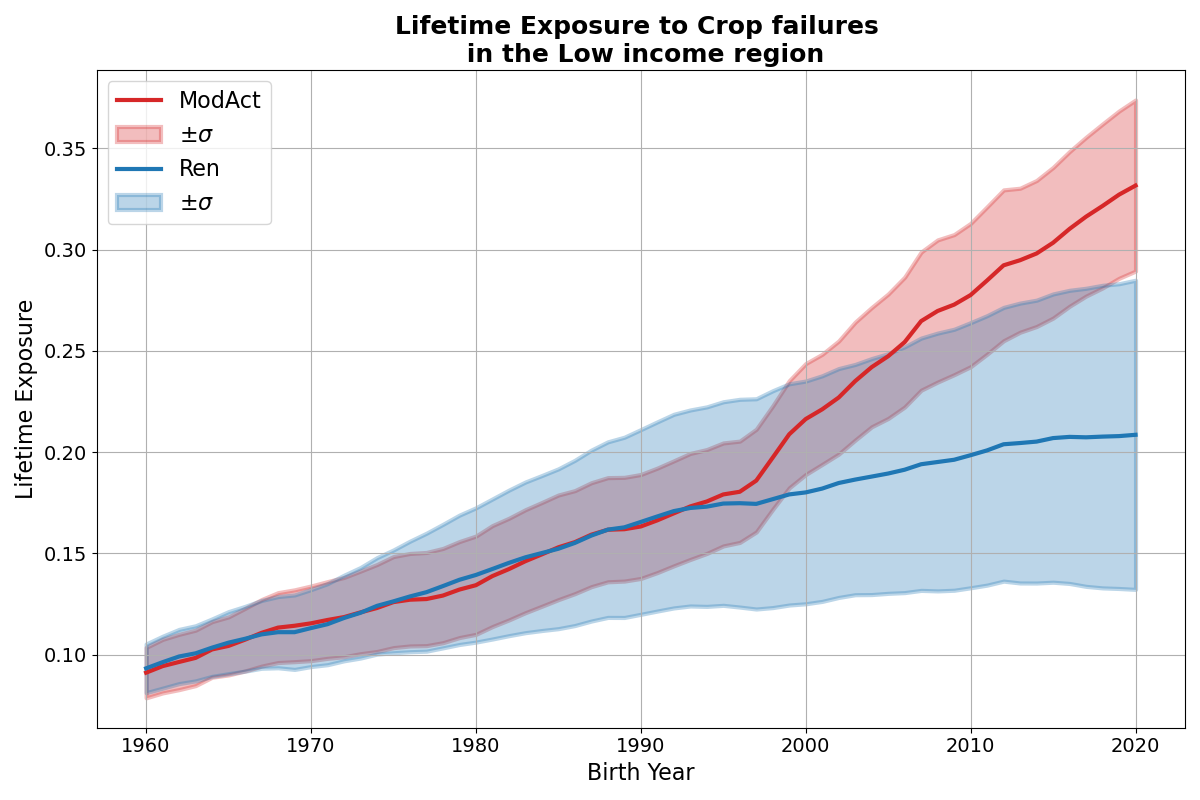 Lifetime Exposure to Crop failures
in the Low income region
ModAct
±σ
Ren
±σ
Lifetime Exposure
0.35
0.30
0.25
0.20
0.15
0.10
1960 1970 1980 1990 2000 2010 2020
Birth Year